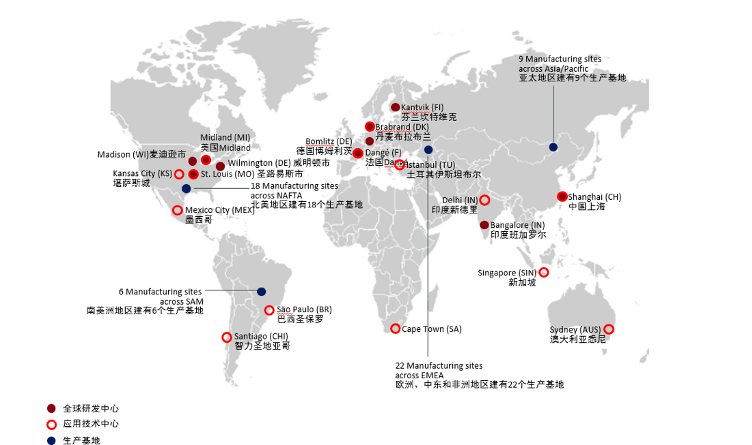 9 Manufacturing sites
across Asia/Pacific
亚太地区建有9个生产基地
Kantvik (FI)
芬兰坎特维克
Brabrand (DK)
丹麦布拉布兰
Bomlitz (DE)
德国博姆利茨
Dangé (F)
法国Dangé
Istanbul (TU)
土耳其伊斯坦布尔
Midland (MI)
美国Midland
Madison (WI)麦迪逊市
Wilmington (DE) 威明顿市
Kansas City (KS)
堪萨斯城
St. Louis (MO) 圣路易斯市
18 Manufacturing sites
across NAFTA
北美地区建有18个生产基地
Mexico City (MEX)
墨西哥
Delhi (IN)
印度新德里
Shanghai (CH)
中国上海
Bangalore (IN)
印度班加罗尔
Singapore (SIN)
新加坡
6 Manufacturing sites
across SAM
南美洲地区建有6个生产基地
São Paulo (BR)
巴西圣保罗
Santiago (CHI)
智力圣地亚哥
Cape Town (SA)
Sydney (AUS)
澳大利亚悉尼
22 Manufacturing sites
across EMEA
欧洲、中东和非洲地区建有22个生产基地
全球研发中心
应用技术中心
生产基地